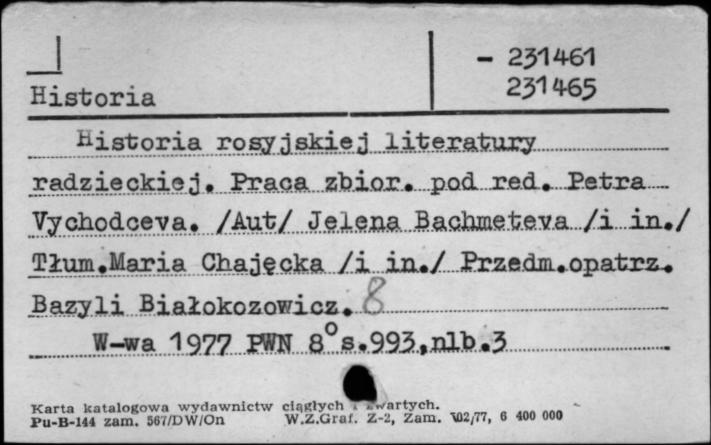 - 231461
231465
Historia
Historia rosyjskiej literatury
radzieckiej. Praca zbior. pod red. Petra
Vychodceva. /Aut/ Jelena Bachmeteva /i in./
Tłum.Maria Chajęcka /i in./ Przedm.opatrz.
Bazyli Białokozowicz. 8
W-wa 1977 PWN 8° s.993,nlb.3
Karta katalogowa wydawnictw ciągłych i zwartych.
Pu-B-144 zam. 567/DW/On W.Z.Graf. Z-2, Zam. 702/77, 6 400 000